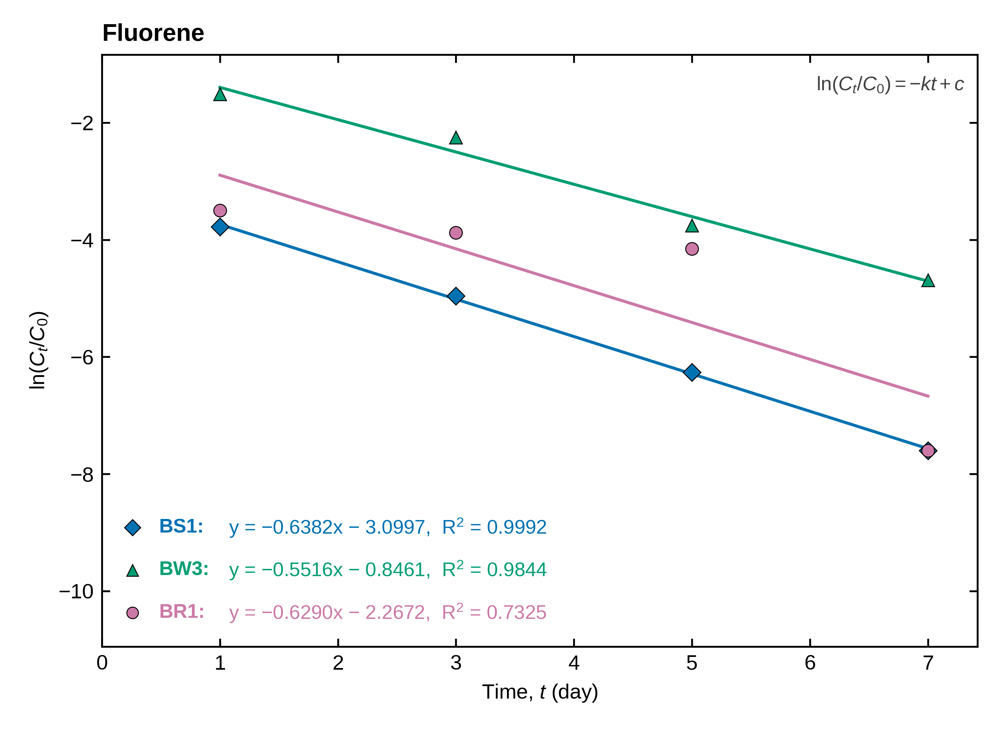 Fluorene
ln(Cₜ/C₀) = −kt + c
−2
−4
−6
−8
−10
ln(Cₜ/C₀)
BS1: y = −0.6382x − 3.0997, R² = 0.9992
BW3: y = −0.5516x − 0.8461, R² = 0.9844
BR1: y = −0.6290x − 2.2672, R² = 0.7325
0 1 2 3 4 5 6 7
Time, t (day)